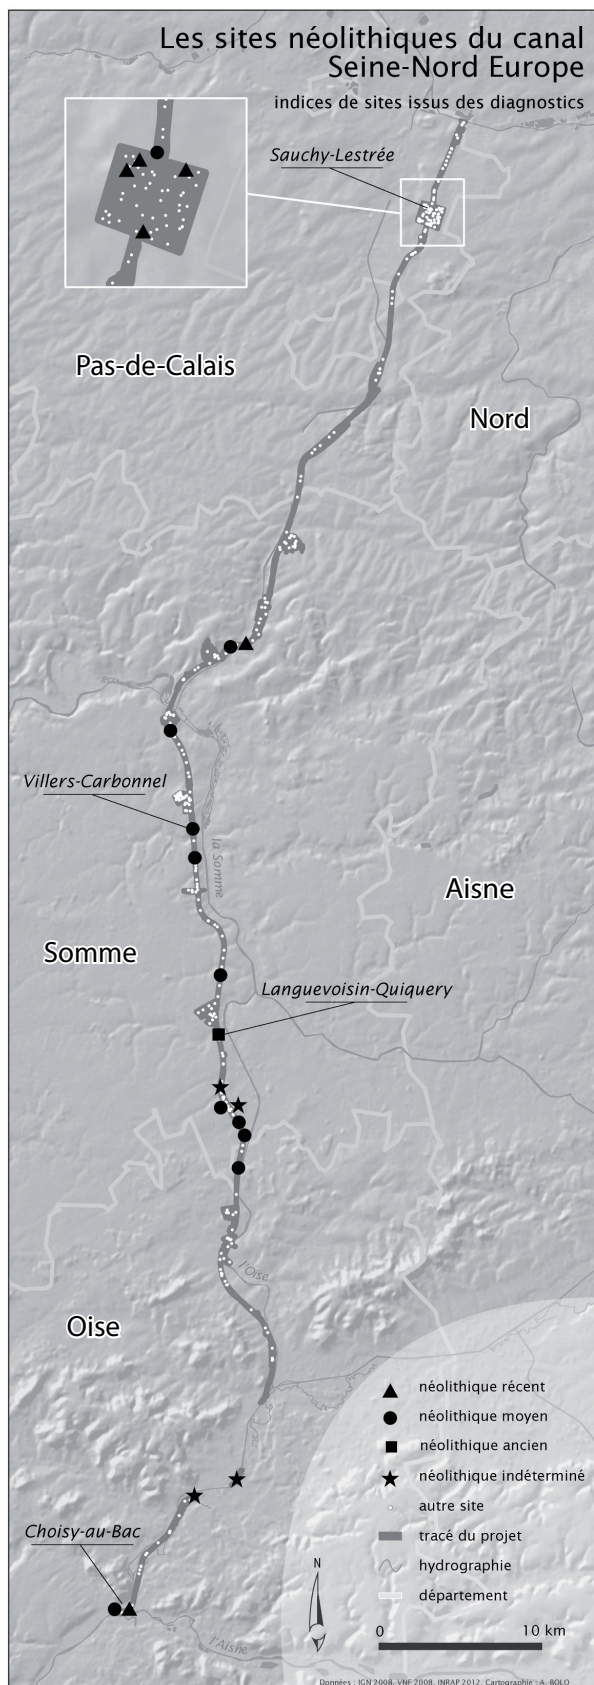 Les sites néolithiques du canal
Seine-Nord Europe
indices de sites issus des diagnostics
Sauchy-Lestrée
Pas-de-Calais
Nord
Villers-Carbonnel
la Somme
Aisne
Somme
Languevoisin-Quiquery
l'Oise
Oise
néolithique récent
néolithique moyen
néolithique ancien
néolithique indéterminé
autre site
tracé du projet
hydrographie
département
Choisy-au-Bac
N
0 10 km
l'Aisne
Données : IGN 2008, VNF 2008, INRAP 2012, Cartographie : A. BOLO